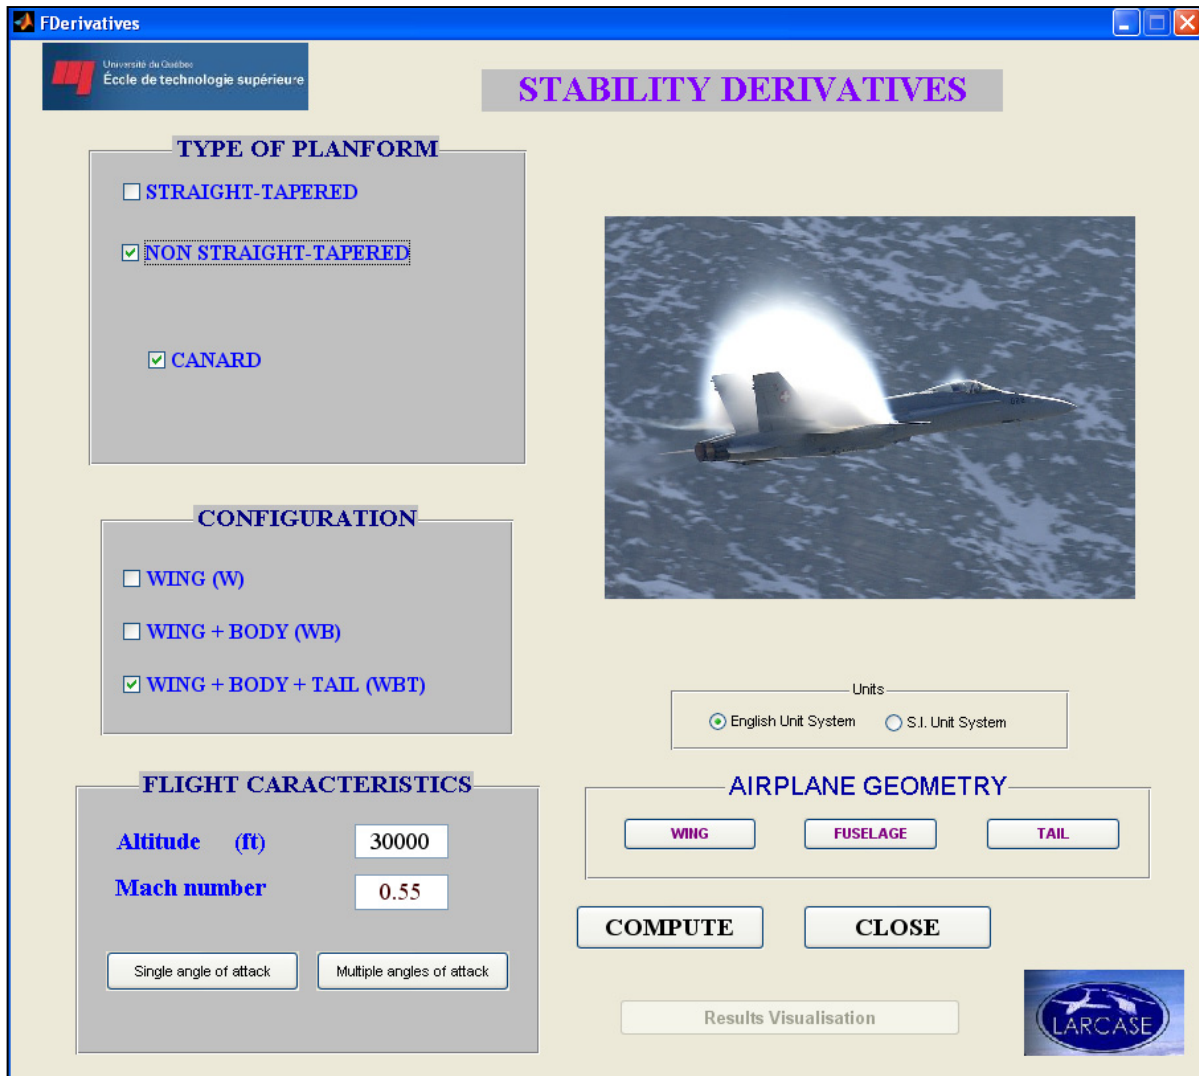 FDerivatives
Université du Québec
École de technologie supérieure
STABILITY DERIVATIVES
TYPE OF PLANFORM
STRAIGHT-TAPERED
NON STRAIGHT-TAPERED
CANARD
CONFIGURATION
WING (W)
WING + BODY (WB)
WING + BODY + TAIL (WBT)
Units
English Unit System
S.I. Unit System
FLIGHT CARACTERISTICS
Altitude (ft) 30000
Mach number 0.55
Single angle of attack
Multiple angles of attack
AIRPLANE GEOMETRY
WING
FUSELAGE
TAIL
COMPUTE
CLOSE
Results Visualisation
LARCASE